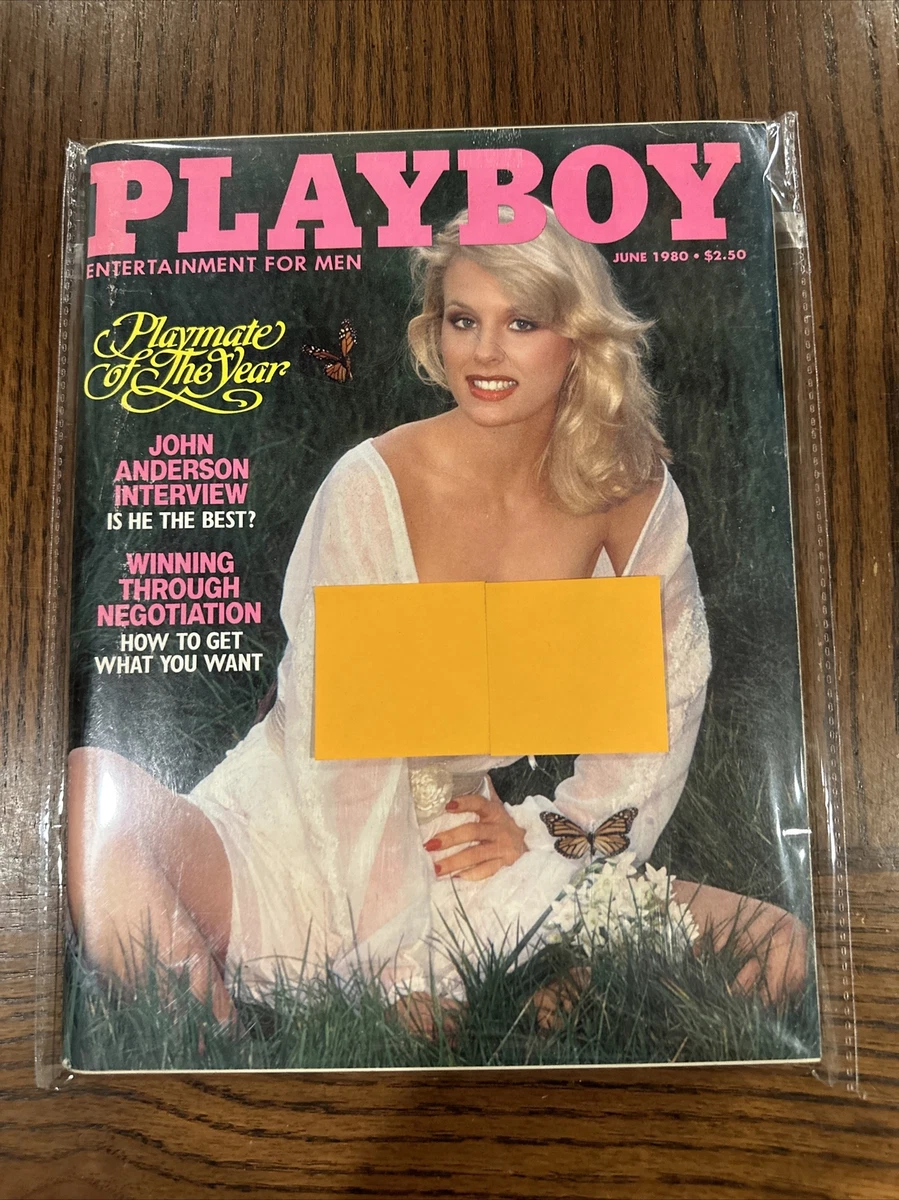 PLAYBOY
ENTERTAINMENT FOR MEN
JUNE 1980 • $2.50
Playmate
of The Year
JOHN
ANDERSON
INTERVIEW
IS HE THE BEST?
WINNING
THROUGH
NEGOTIATION
HOW TO GET
WHAT YOU WANT